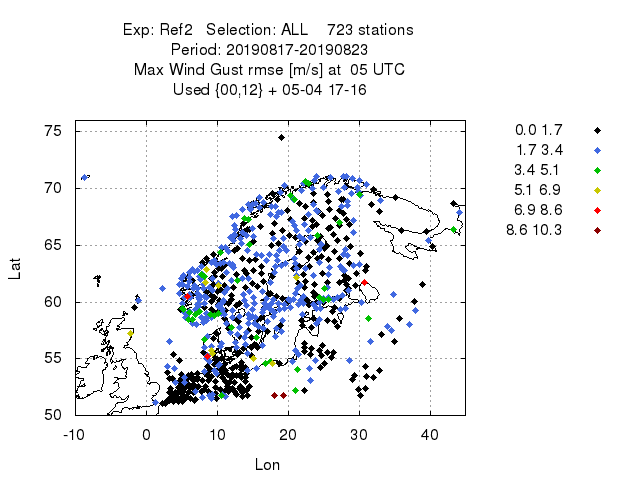 Exp: Ref2 Selection: ALL 723 stations
Period: 20190817-20190823
Max Wind Gust rmse [m/s] at 05 UTC
Used {00,12} + 05-04 17-16
0.0 1.7
1.7 3.4
3.4 5.1
5.1 6.9
6.9 8.6
8.6 10.3
75
70
65
60
55
50
Lat
-10 0 10 20 30 40
Lon